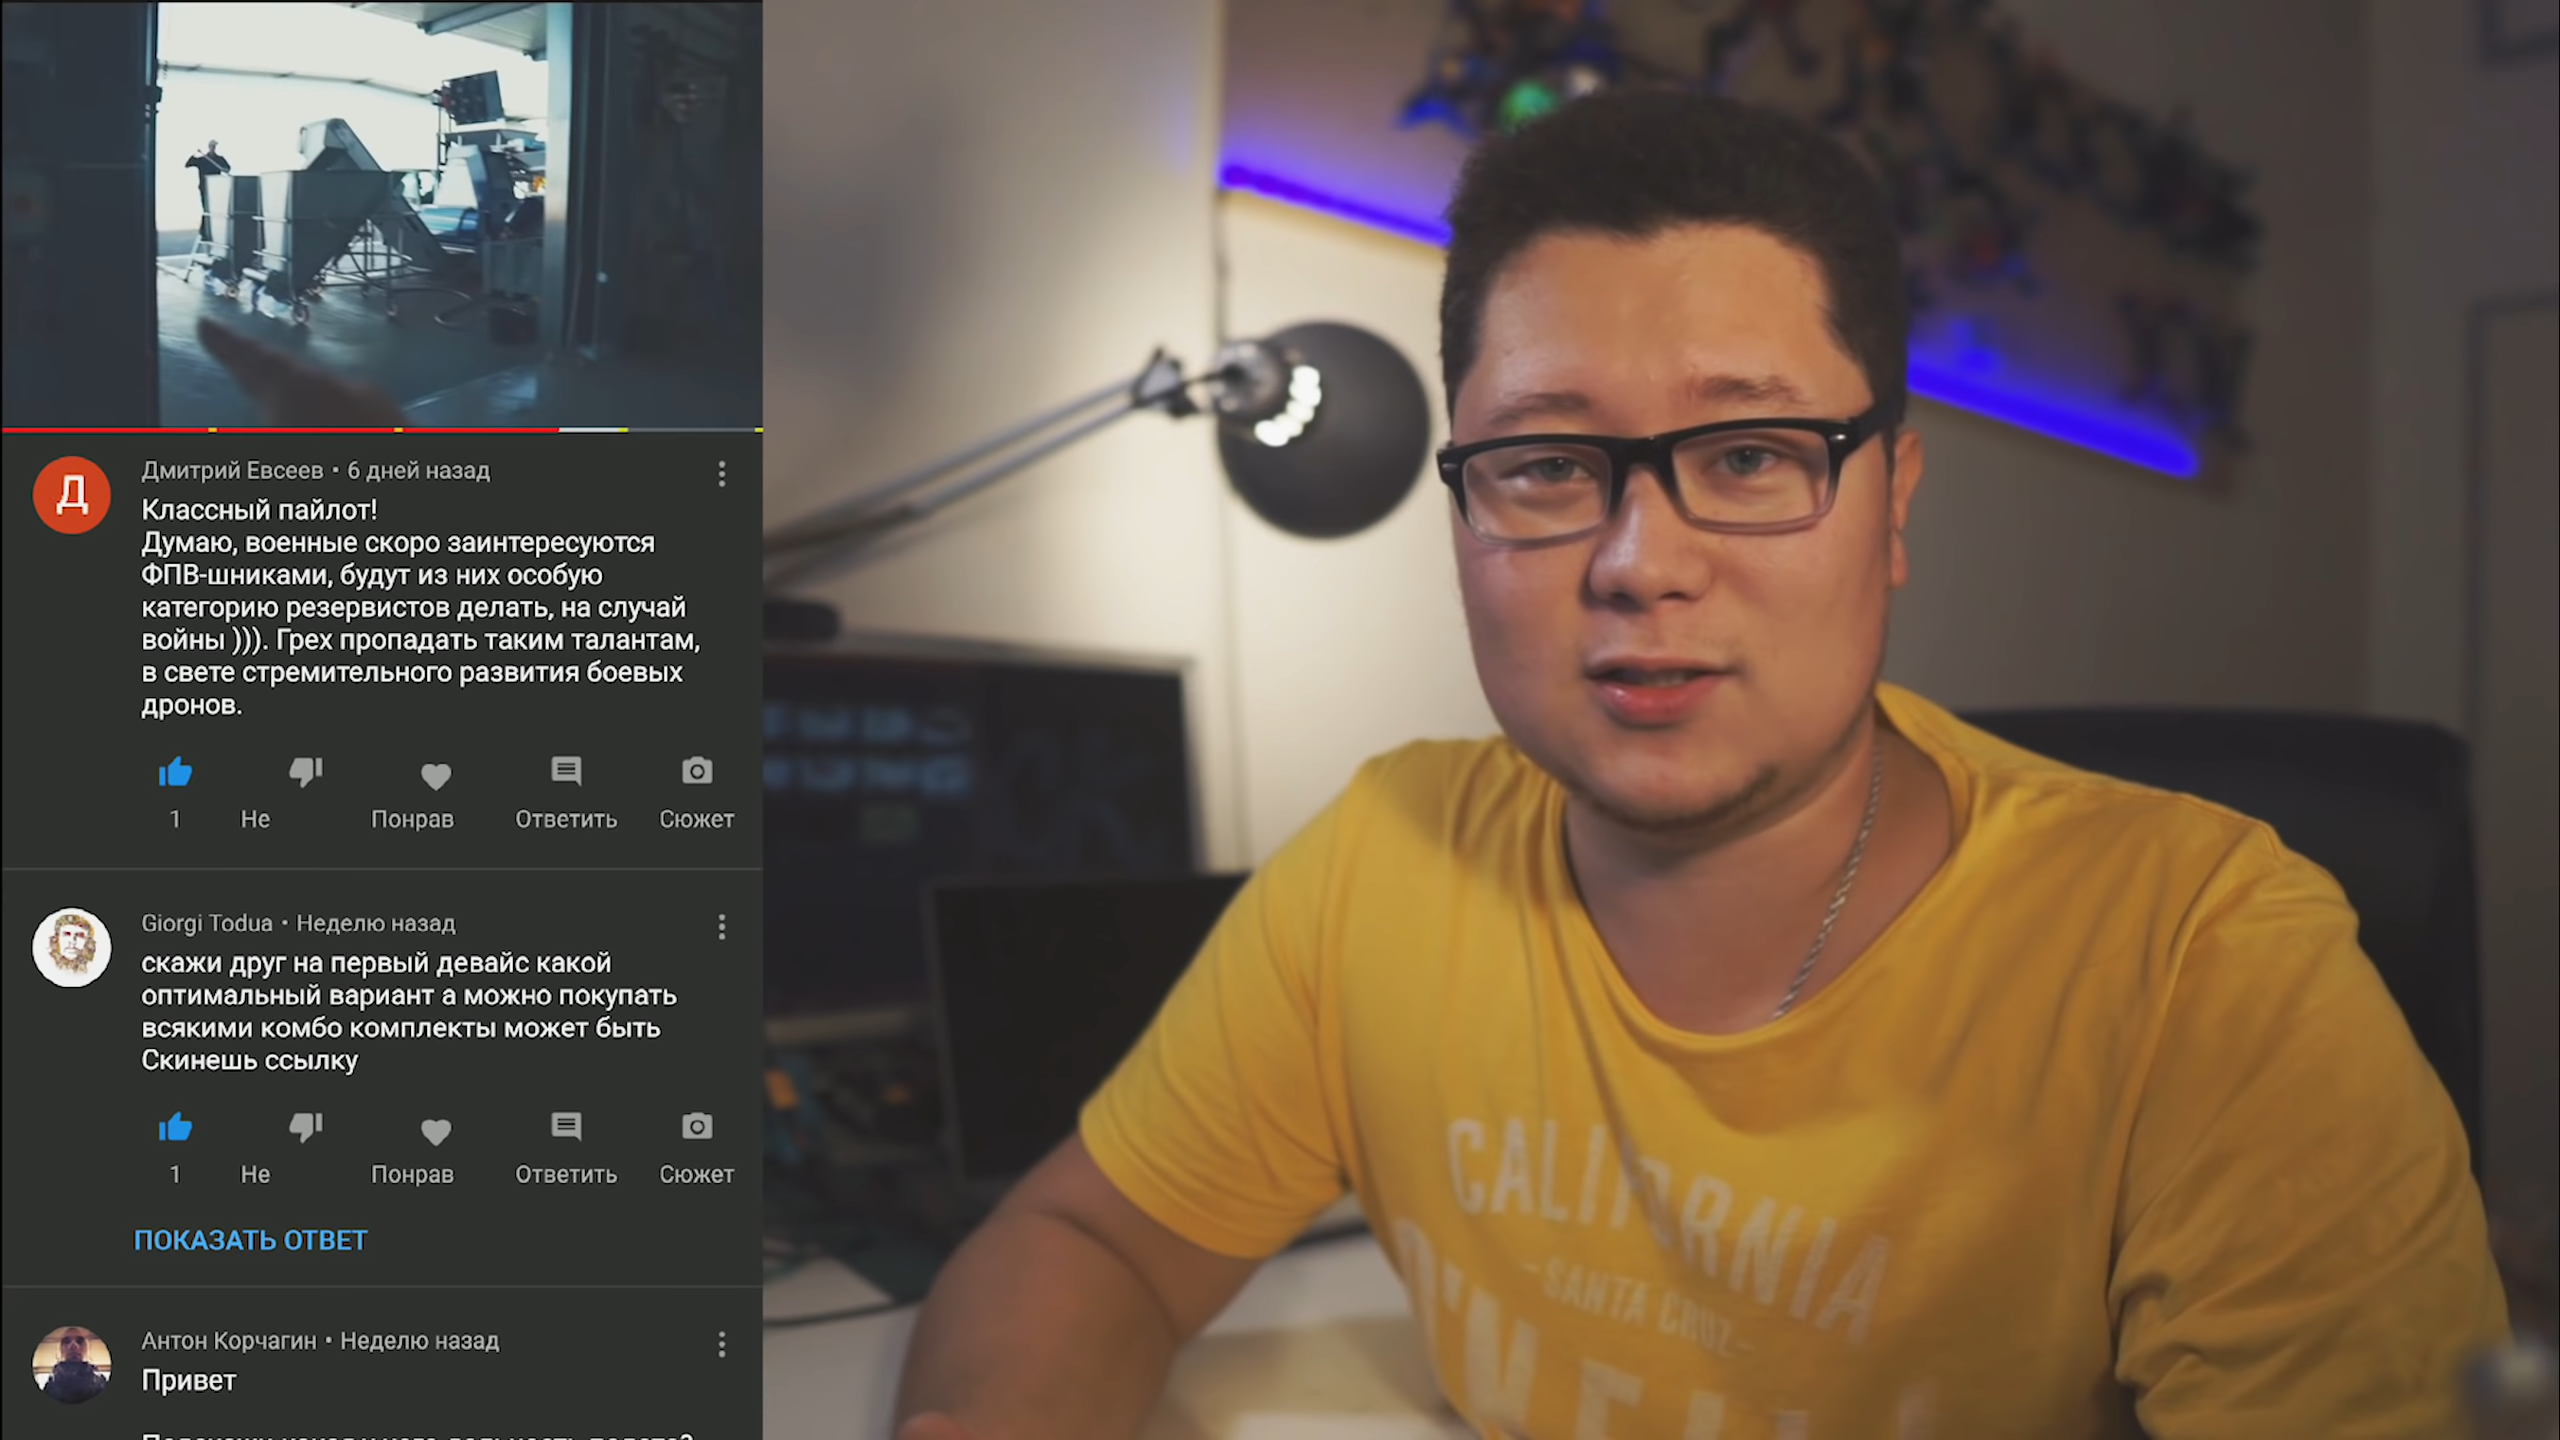 Дмитрий Евсеев • 6 дней назад
Д
Классный пайлот!
Думаю, военные скоро заинтересуются
ФПВ-шниками, будут из них особую
категорию резервистов делать, на случай
войны ))). Грех пропадать таким талантам,
в свете стремительного развития боевых
дронов.
1 Не Понрав Ответить Сюжет
Giorgi Todua • Неделю назад
скажи друг на первый девайс какой
оптимальный вариант а можно покупать
всякими комбо комплекты может быть
Скинешь ссылку
1 Не Понрав Ответить Сюжет
ПОКАЗАТЬ ОТВЕТ
Антон Корчагин • Неделю назад
Привет
CALIFORNIA
-SANTA CRUZ-
O'NEILL